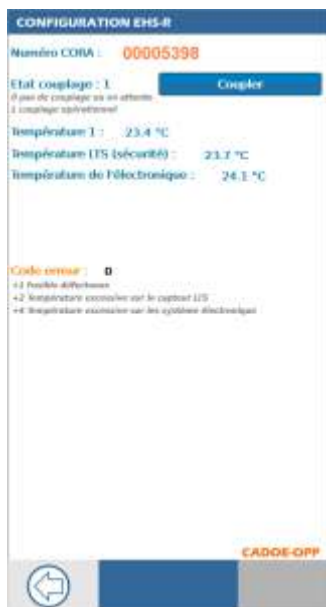 CONFIGURATION EHS-R
Numéro CORA : 00005398
Etat couplage : 1 Coupler
0 pas de couplage ou en attente
1 couplage opérationnel
Température 1 : 23.4 °C
Température LTS (sécurité) : 23.7 °C
Température de l'électronique : 24.1 °C
Code erreur : 0
+1 Fusible défectueux
+2 Température excessive sur le capteur LTS
+4 Température excessive sur les système électronique
CADOE-OPP